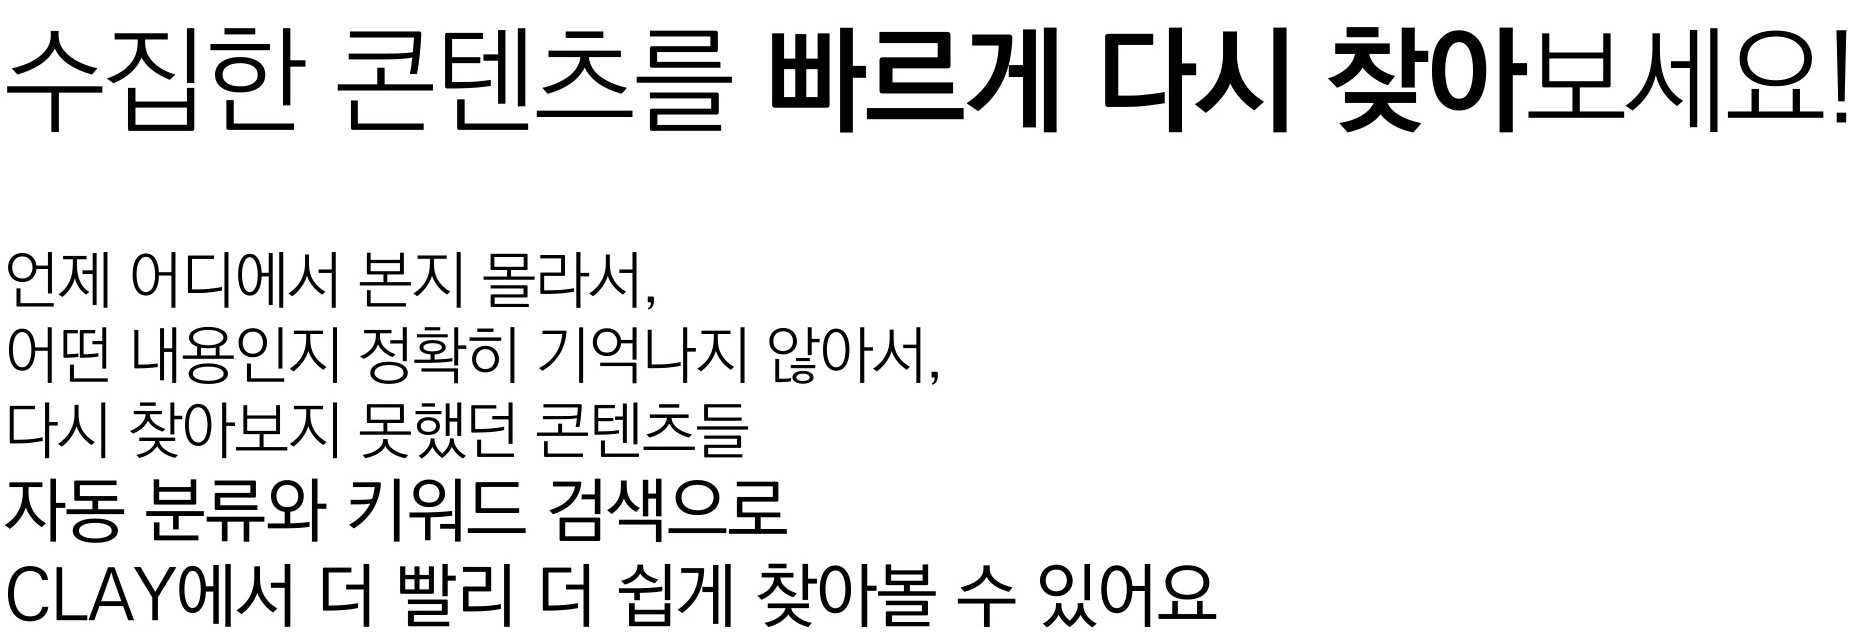 수집한 콘텐츠를 빠르게 다시 찾아보세요!
언제 어디에서 본지 몰라서,
어떤 내용인지 정확히 기억나지 않아서,
다시 찾아보지 못했던 콘텐츠들
자동 분류와 키워드 검색으로
CLAY에서 더 빨리 더 쉽게 찾아볼 수 있어요